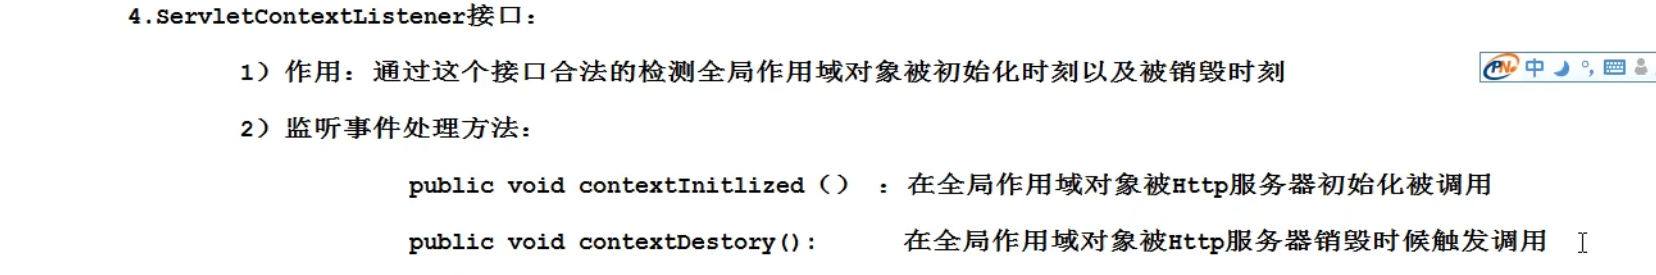 4.ServletContextListener接口：
1）作用：通过这个接口合法的检测全局作用域对象被初始化时刻以及被销毁时刻
中
2）监听事件处理方法：
public void contextInitlized（） ：在全局作用域对象被Http服务器初始化被调用
public void contextDestory():      在全局作用域对象被Http服务器销毁时候触发调用